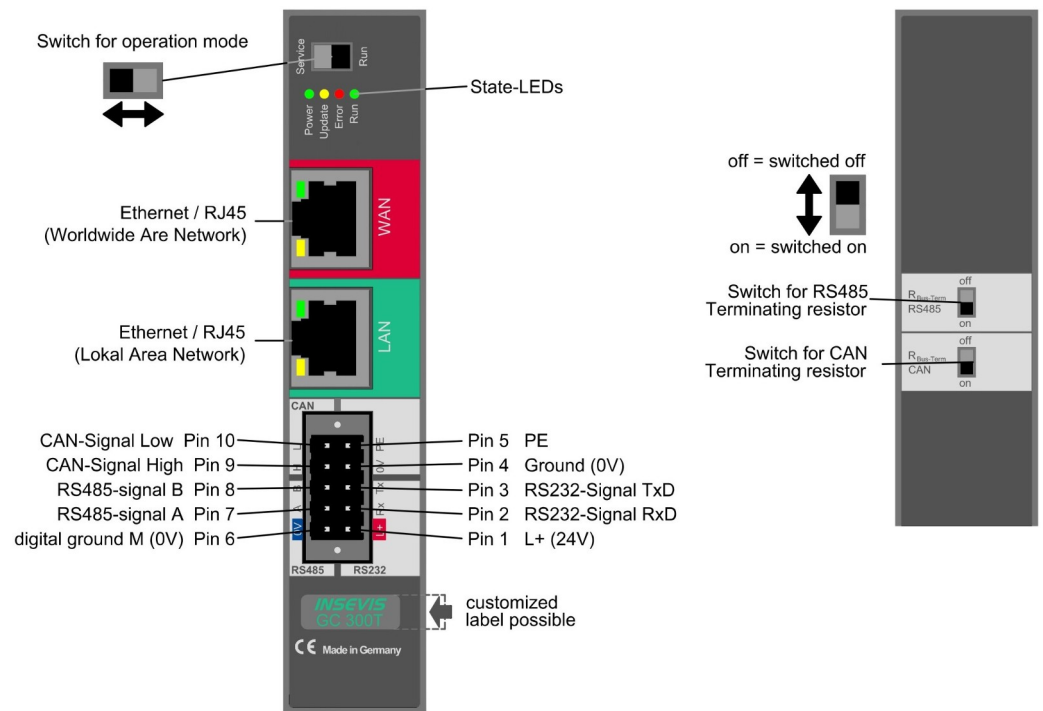 Switch for operation mode
Service
Run
State-LEDs
Power
Update
Error
Run
Ethernet / RJ45
(Worldwide Are Network)
WAN
Ethernet / RJ45
(Lokal Area Network)
LAN
CAN
CAN-Signal Low Pin 10
L
PE
Pin 5 PE
CAN-Signal High Pin 9
H
0V
Pin 4 Ground (0V)
RS485-signal B Pin 8
B
Tx
Pin 3 RS232-Signal TxD
RS485-signal A Pin 7
A
Rx
Pin 2 RS232-Signal RxD
digital ground M (0V) Pin 6
0V
L+
Pin 1 L+ (24V)
RS485
RS232
INSEVIS
GC 300T
customized
label possible
CE Made in Germany
off = switched off
on = switched on
Switch for RS485
Terminating resistor
off
RBus-Term
RS485
on
Switch for CAN
Terminating resistor
off
RBus-Term
CAN
on